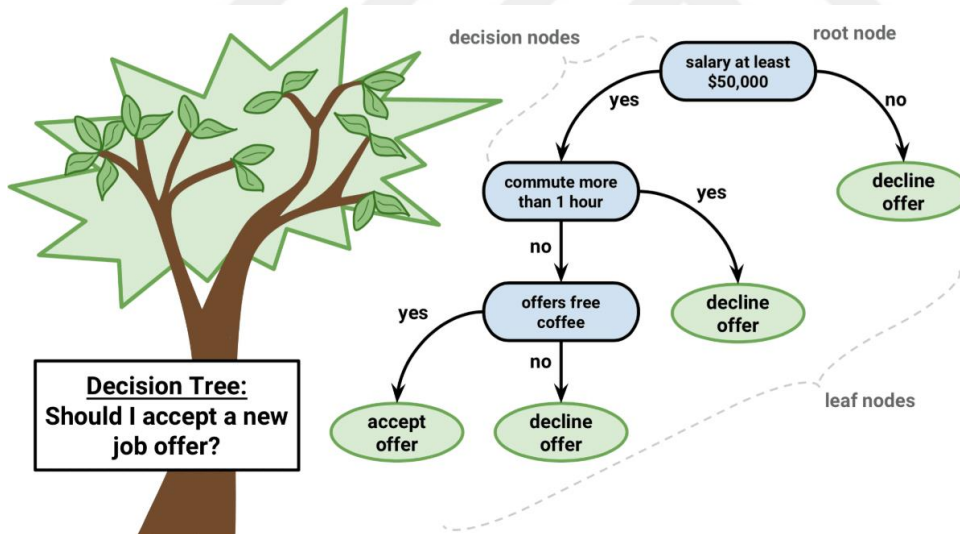 decision nodes
root node
salary at least
$50,000
yes
no
commute more
than 1 hour
yes
decline
offer
no
offers free
coffee
decline
offer
yes
no
leaf nodes
accept
offer
decline
offer
Decision Tree:
Should I accept a new
job offer?